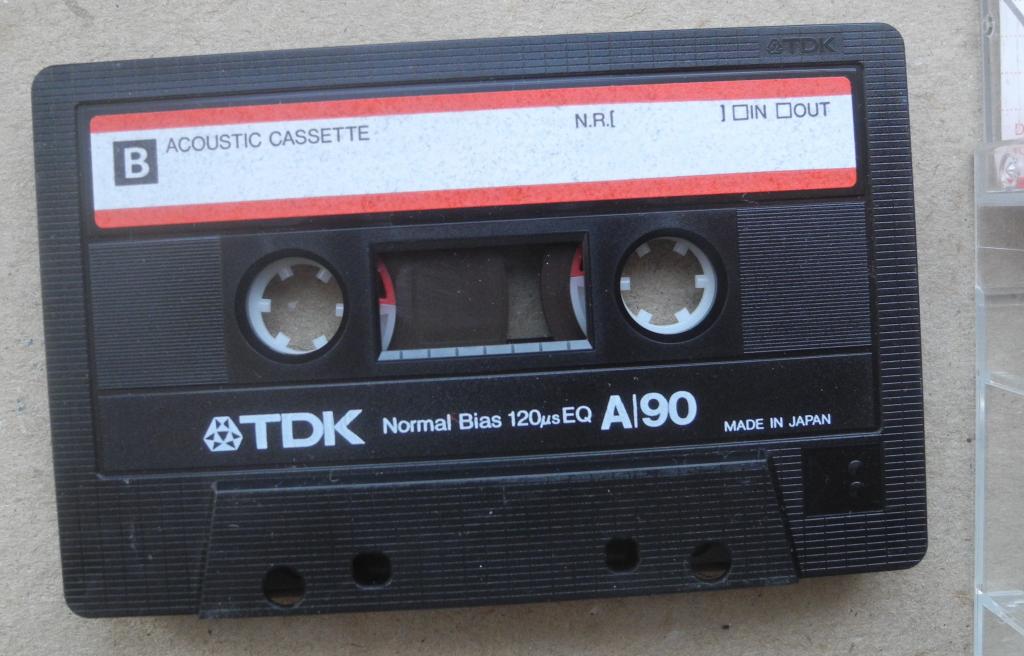 TDK
B ACOUSTIC CASSETTE N.R.[ ] □IN □OUT
TDK Normal Bias 120µs EQ A|90 MADE IN JAPAN